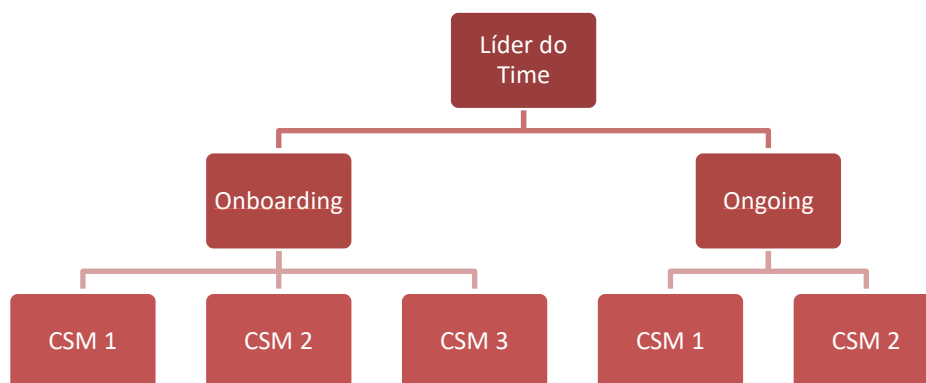 Líder do
Time
Onboarding
Ongoing
CSM 1
CSM 2
CSM 3
CSM 1
CSM 2